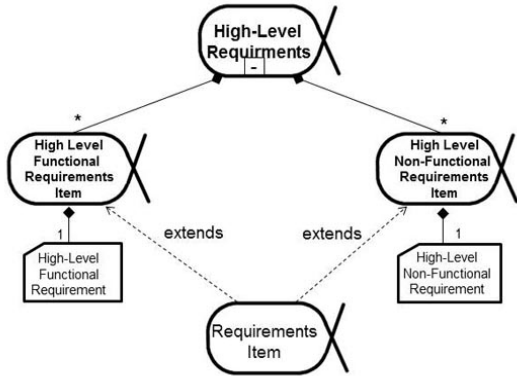 High-Level
Requirments
-
*
*
High Level
Functional
Requirements
Item
High Level
Non-Functional
Requirements
Item
extends
extends
1
1
High-Level
Functional
Requirement
High-Level
Non-Functional
Requirement
Requirements
Item